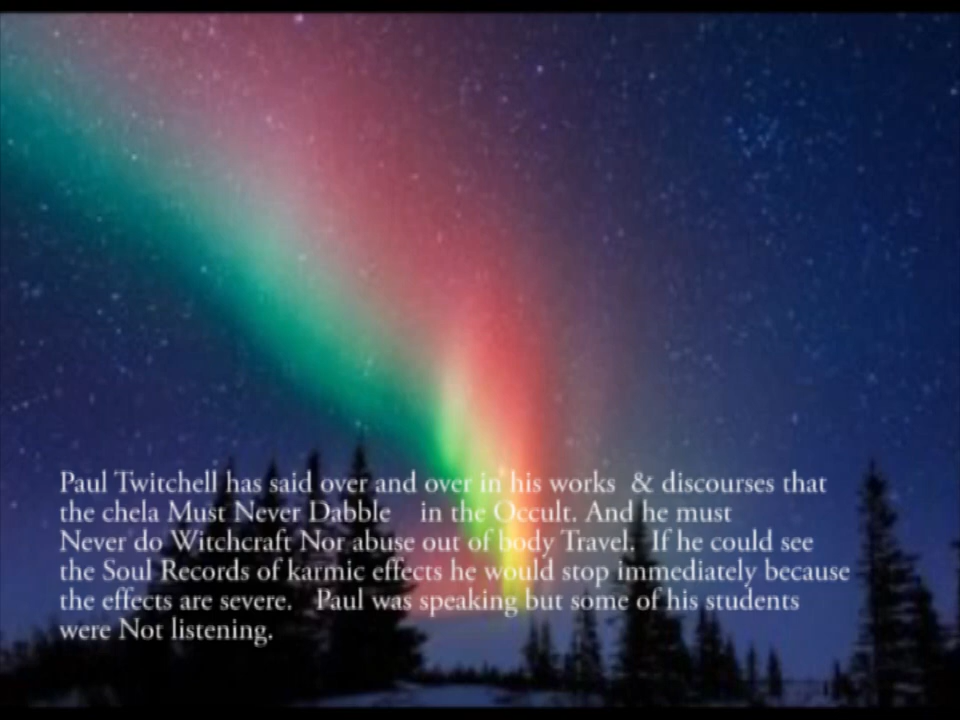 Paul Twitchell has said over and over in his works & discourses that
the chela Must Never Dabble in the Occult. And he must
Never do Witchcraft Nor abuse out of body Travel. If he could see
the Soul Records of karmic effects he would stop immediately because
the effects are severe. Paul was speaking but some of his students
were Not listening.